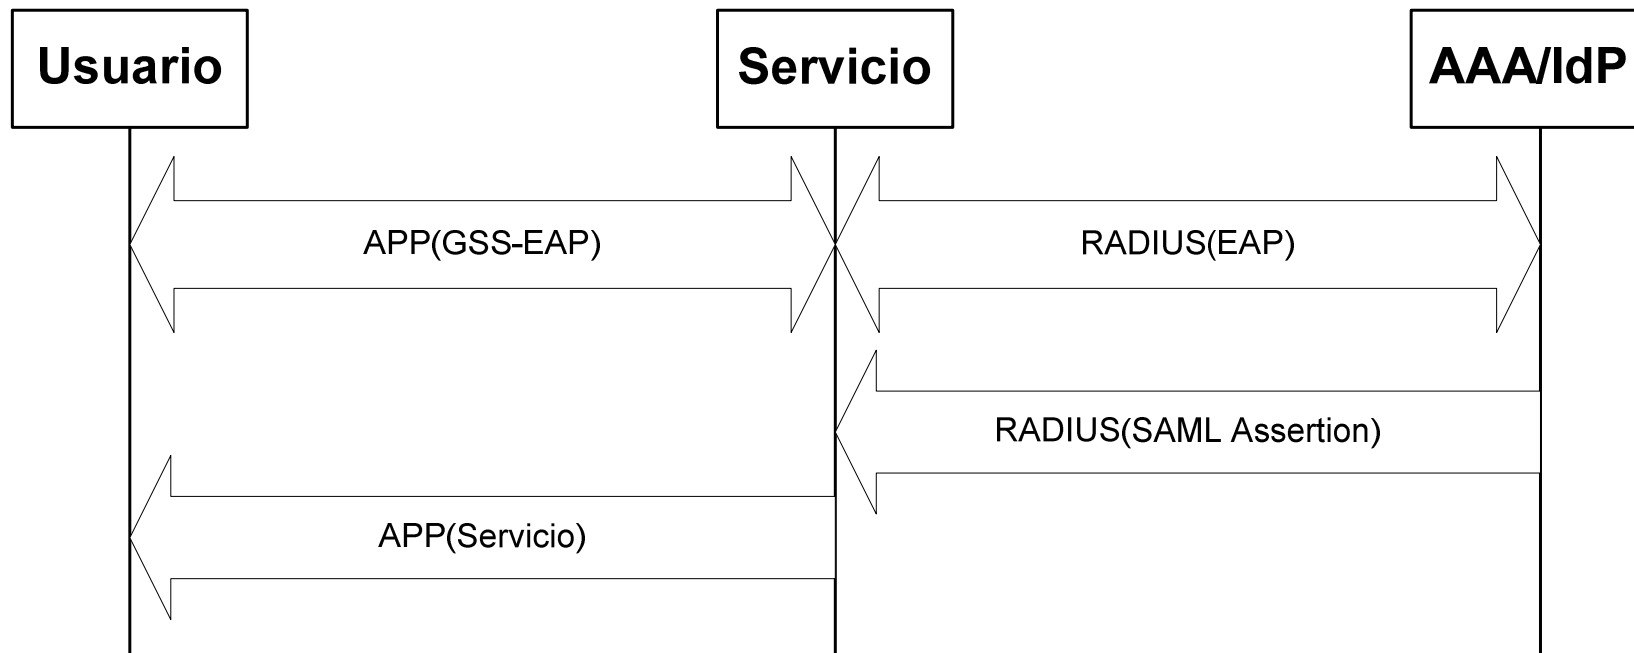 Usuario
Servicio
AAA/IdP
APP(GSS-EAP)
RADIUS(EAP)
RADIUS(SAML Assertion)
APP(Servicio)